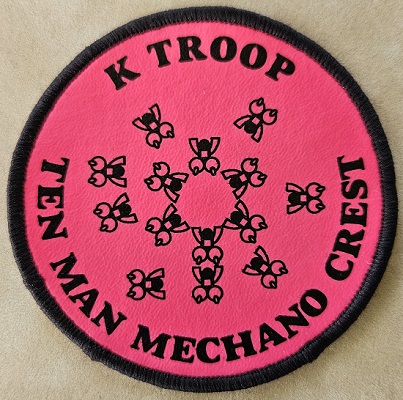 K TROOP
TEN MAN MECHANO CREST